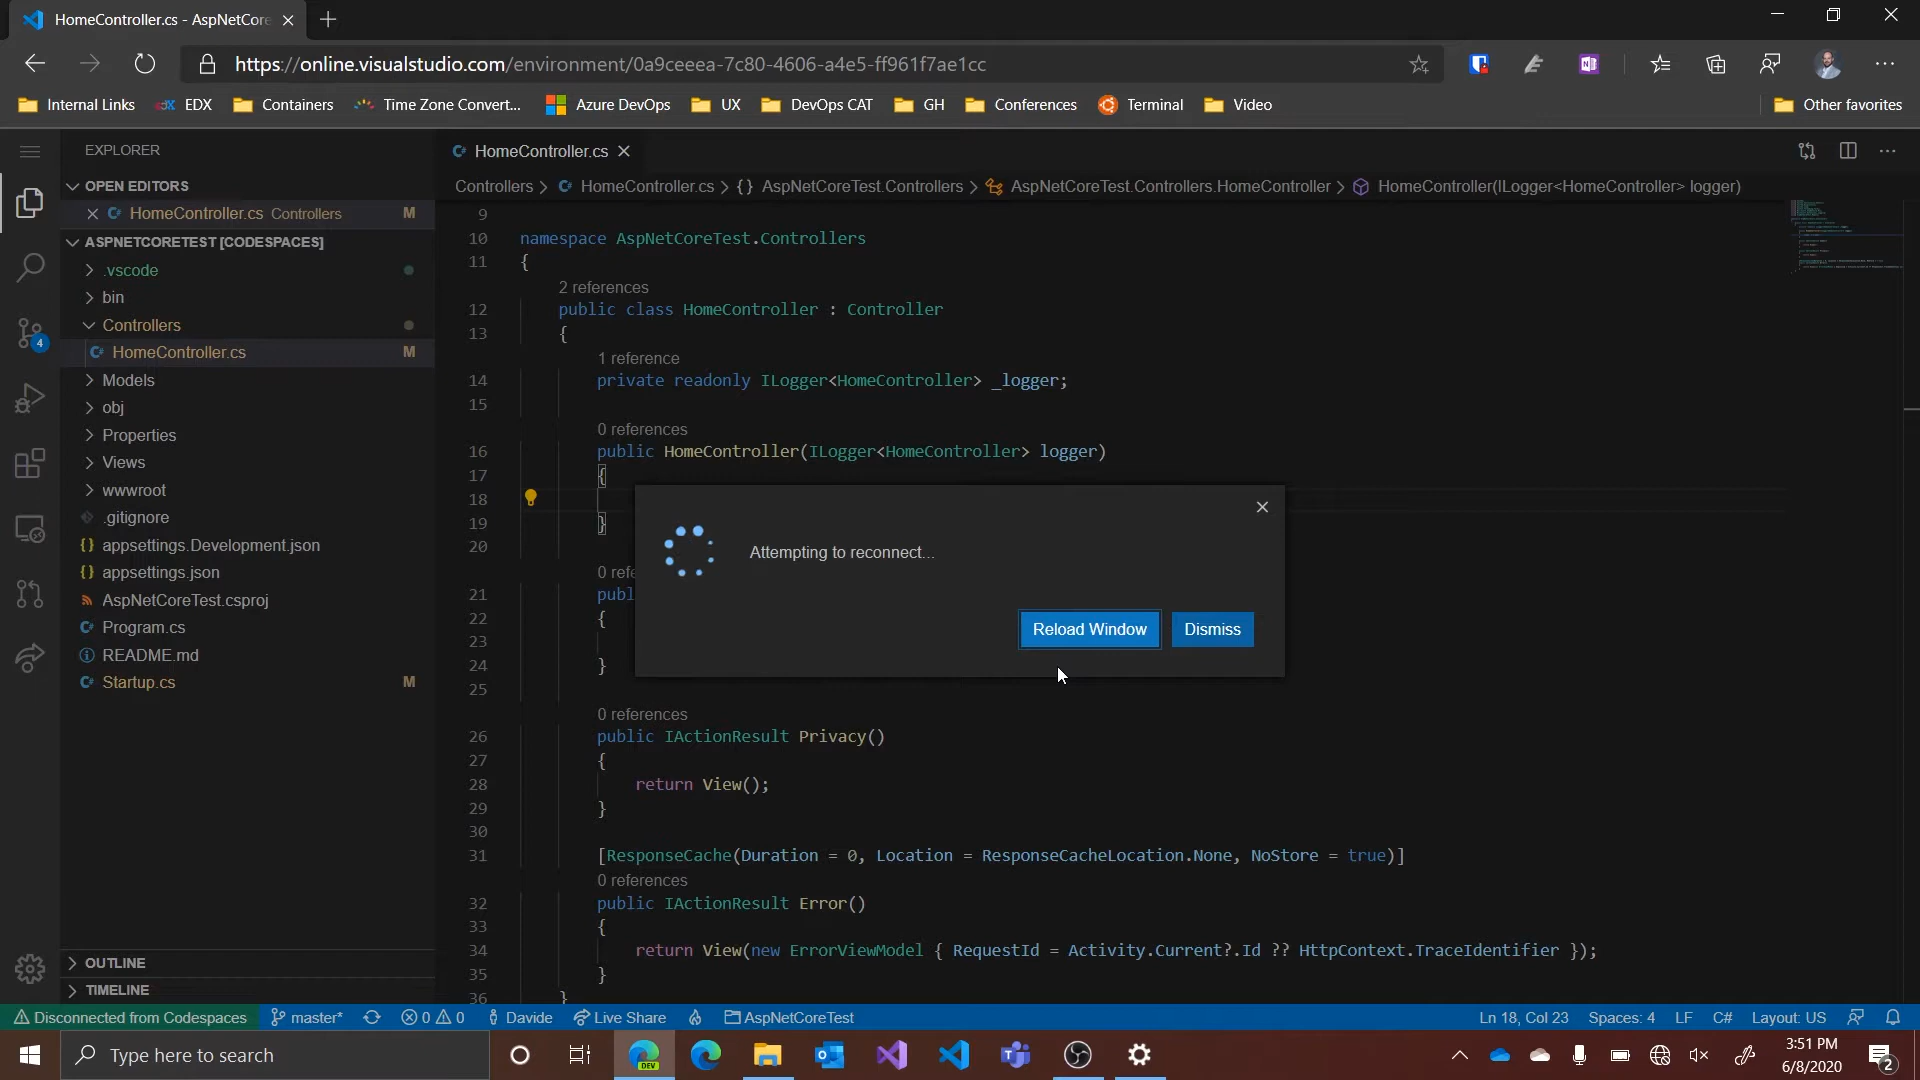 HomeController.cs - AspNetCore
https://online.visualstudio.com/environment/0a9ceeea-7c80-4606-a4e5-ff961f7ae1cc
Internal Links EDX Containers Time Zone Convert... Azure DevOps UX DevOps CAT GH Conferences Terminal Video Other favorites
EXPLORER
OPEN EDITORS
HomeController.cs Controllers M
ASPNETCORETEST [CODESPACES]
.vscode
bin
Controllers
HomeController.cs M
Models
obj
Properties
Views
wwwroot
.gitignore
{} appsettings.Development.json
{} appsettings.json
AspNetCoreTest.csproj
Program.cs
README.md
Startup.cs M
OUTLINE
TIMELINE
4
HomeController.cs
Controllers > HomeController.cs > {} AspNetCoreTest.Controllers > AspNetCoreTest.Controllers.HomeController > HomeController(ILogger<HomeController> logger)
9
10 namespace AspNetCoreTest.Controllers
11 {
2 references
12 public class HomeController : Controller
13 {
1 reference
14 private readonly ILogger<HomeController> _logger;
15
0 references
16 public HomeController(ILogger<HomeController> logger)
17 {
18
19 }
20
0 refe
21 publ
22 {
23
24 }
25
0 references
26 public IActionResult Privacy()
27 {
28 return View();
29 }
30
31 [ResponseCache(Duration = 0, Location = ResponseCacheLocation.None, NoStore = true)]
0 references
32 public IActionResult Error()
33 {
34 return View(new ErrorViewModel { RequestId = Activity.Current?.Id ?? HttpContext.TraceIdentifier });
35 }
36 }
Attempting to reconnect...
Reload Window Dismiss
Disconnected from Codespaces master* 0 0 Davide Live Share AspNetCoreTest Ln 18, Col 23 Spaces: 4 LF C# Layout: US
Type here to search
DEV
3:51 PM
6/8/2020
2